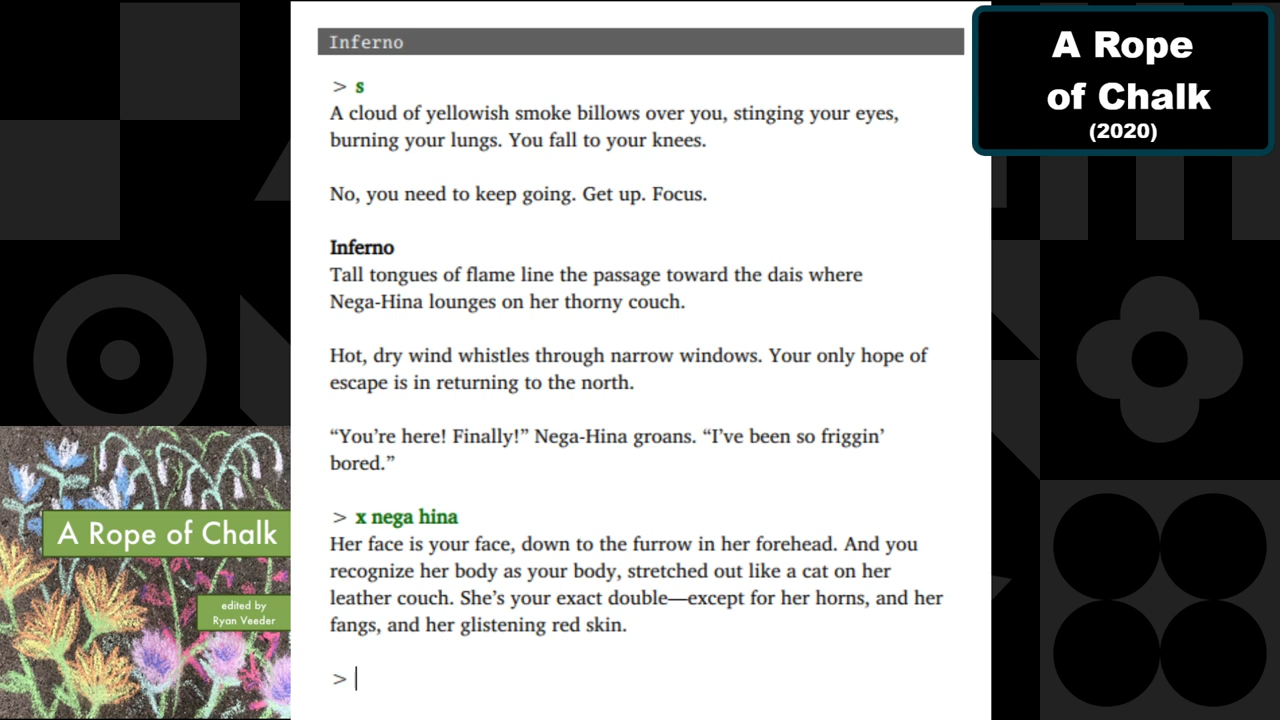 Inferno
> s
A cloud of yellowish smoke billows over you, stinging your eyes,
burning your lungs. You fall to your knees.
No, you need to keep going. Get up. Focus.
Inferno
Tall tongues of flame line the passage toward the dais where
Nega-Hina lounges on her thorny couch.
Hot, dry wind whistles through narrow windows. Your only hope of
escape is in returning to the north.
“You’re here! Finally!” Nega-Hina groans. “I’ve been so friggin’
bored.”
> x nega hina
Her face is your face, down to the furrow in her forehead. And you
recognize her body as your body, stretched out like a cat on her
leather couch. She’s your exact double—except for her horns, and her
fangs, and her glistening red skin.
>
A Rope
of Chalk
(2020)
A Rope of Chalk
edited by
Ryan Veeder